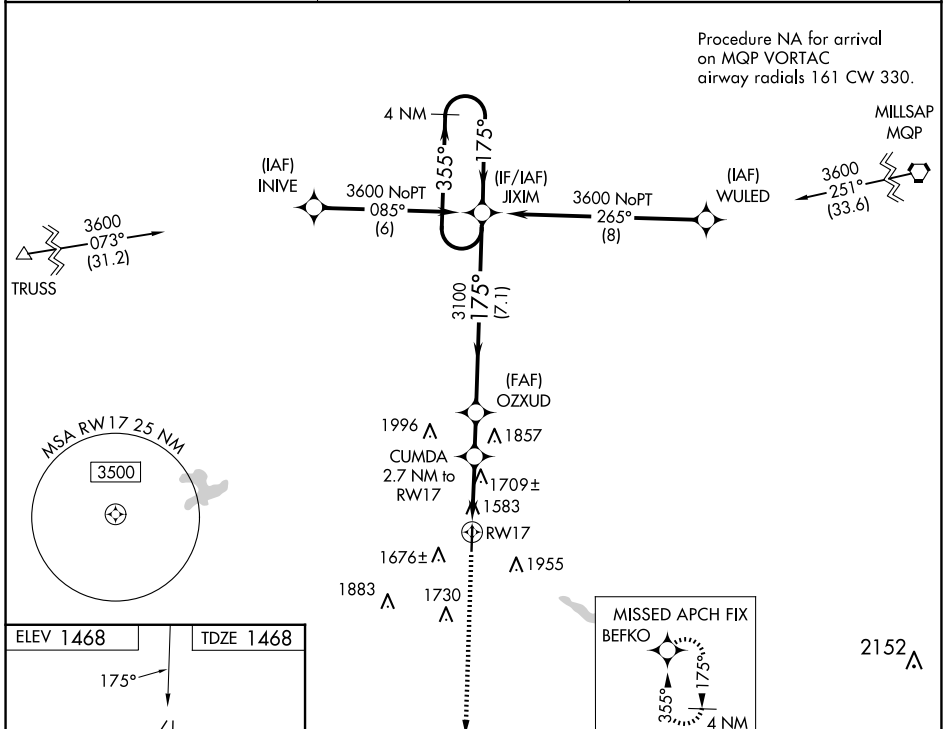 Procedure NA for arrival
on MQP VORTAC
airway radials 161 CW 330.
MILLSAP
MQP
3600
251°
(33.6)
4 NM
355°
175°
(IAF)
INIVE
3600 NoPT
085°
(6)
(IF/IAF)
JIXIM
3600 NoPT
265°
(8)
(IAF)
WULED
3600
073°
(31.2)
TRUSS
3100
175°
(7.1)
(FAF)
OZXUD
1996
1857
CUMDA
2.7 NM to
RW17
1709±
1583
RW17
1676±
1955
1883
1730
MSA RW17 25 NM
3500
ELEV 1468
TDZE 1468
175°
MISSED APCH FIX
BEFKO
355°
175°
4 NM
2152